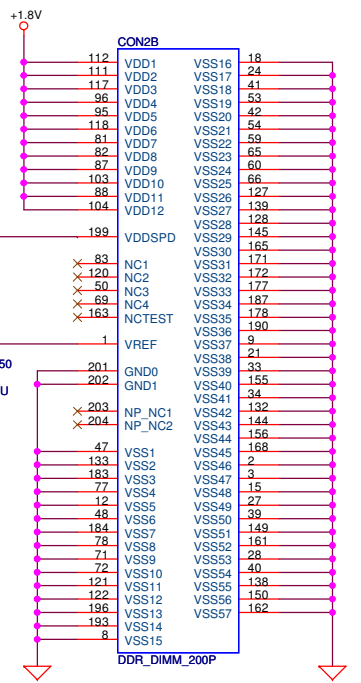 +1.8V
CON2B
112 VDD1 VSS16 18
111 VDD2 VSS17 24
117 VDD3 VSS18 41
96 VDD4 VSS19 53
95 VDD5 VSS20 42
118 VDD6 VSS21 54
81 VDD7 VSS22 59
82 VDD8 VSS23 65
87 VDD9 VSS24 60
103 VDD10 VSS25 66
88 VDD11 VSS26 127
104 VDD12 VSS27 139
VSS28 128
199 VDDSPD VSS29 145
VSS30 165
83 NC1 VSS31 171
120 NC2 VSS32 172
50 NC3 VSS33 177
69 NC4 VSS34 187
163 NCTEST VSS35 178
VSS36 190
1 VREF VSS37 9
VSS38 21
50
201 GND0 VSS39 33
202 GND1 VSS40 155
U
VSS41 34
203 NP_NC1 VSS42 132
204 NP_NC2 VSS43 144
VSS44 156
47 VSS1 VSS45 168
133 VSS2 VSS46 2
183 VSS3 VSS47 3
77 VSS4 VSS48 15
12 VSS5 VSS49 27
48 VSS6 VSS50 39
184 VSS7 VSS51 149
78 VSS8 VSS52 161
71 VSS9 VSS53 28
72 VSS10 VSS54 40
121 VSS11 VSS55 138
122 VSS12 VSS56 150
196 VSS13 VSS57 162
193 VSS14
8 VSS15
DDR_DIMM_200P